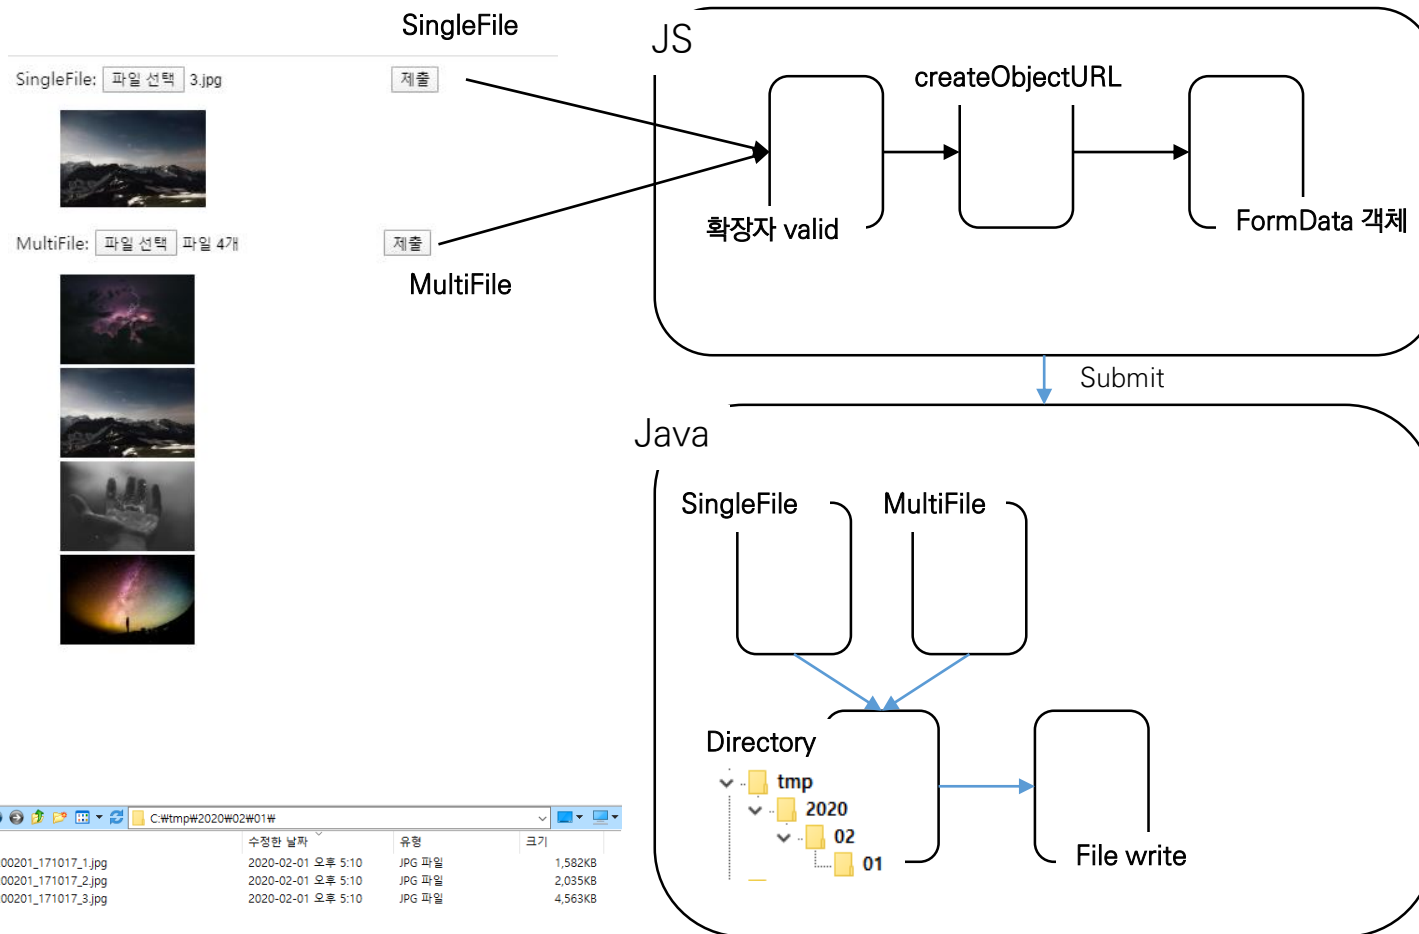 SingleFile
JS
SingleFile: 파일 선택 3.jpg 제출
createObjectURL
확장자 valid
FormData 객체
MultiFile: 파일 선택 파일 4개 제출
MultiFile
Submit
Java
SingleFile
MultiFile
Directory
tmp
2020
02
01
File write
C:₩tmp₩2020₩02₩01₩
수정한 날짜 유형 크기
00201_171017_1.jpg 2020-02-01 오후 5:10 JPG 파일 1,582KB
00201_171017_2.jpg 2020-02-01 오후 5:10 JPG 파일 2,035KB
00201_171017_3.jpg 2020-02-01 오후 5:10 JPG 파일 4,563KB